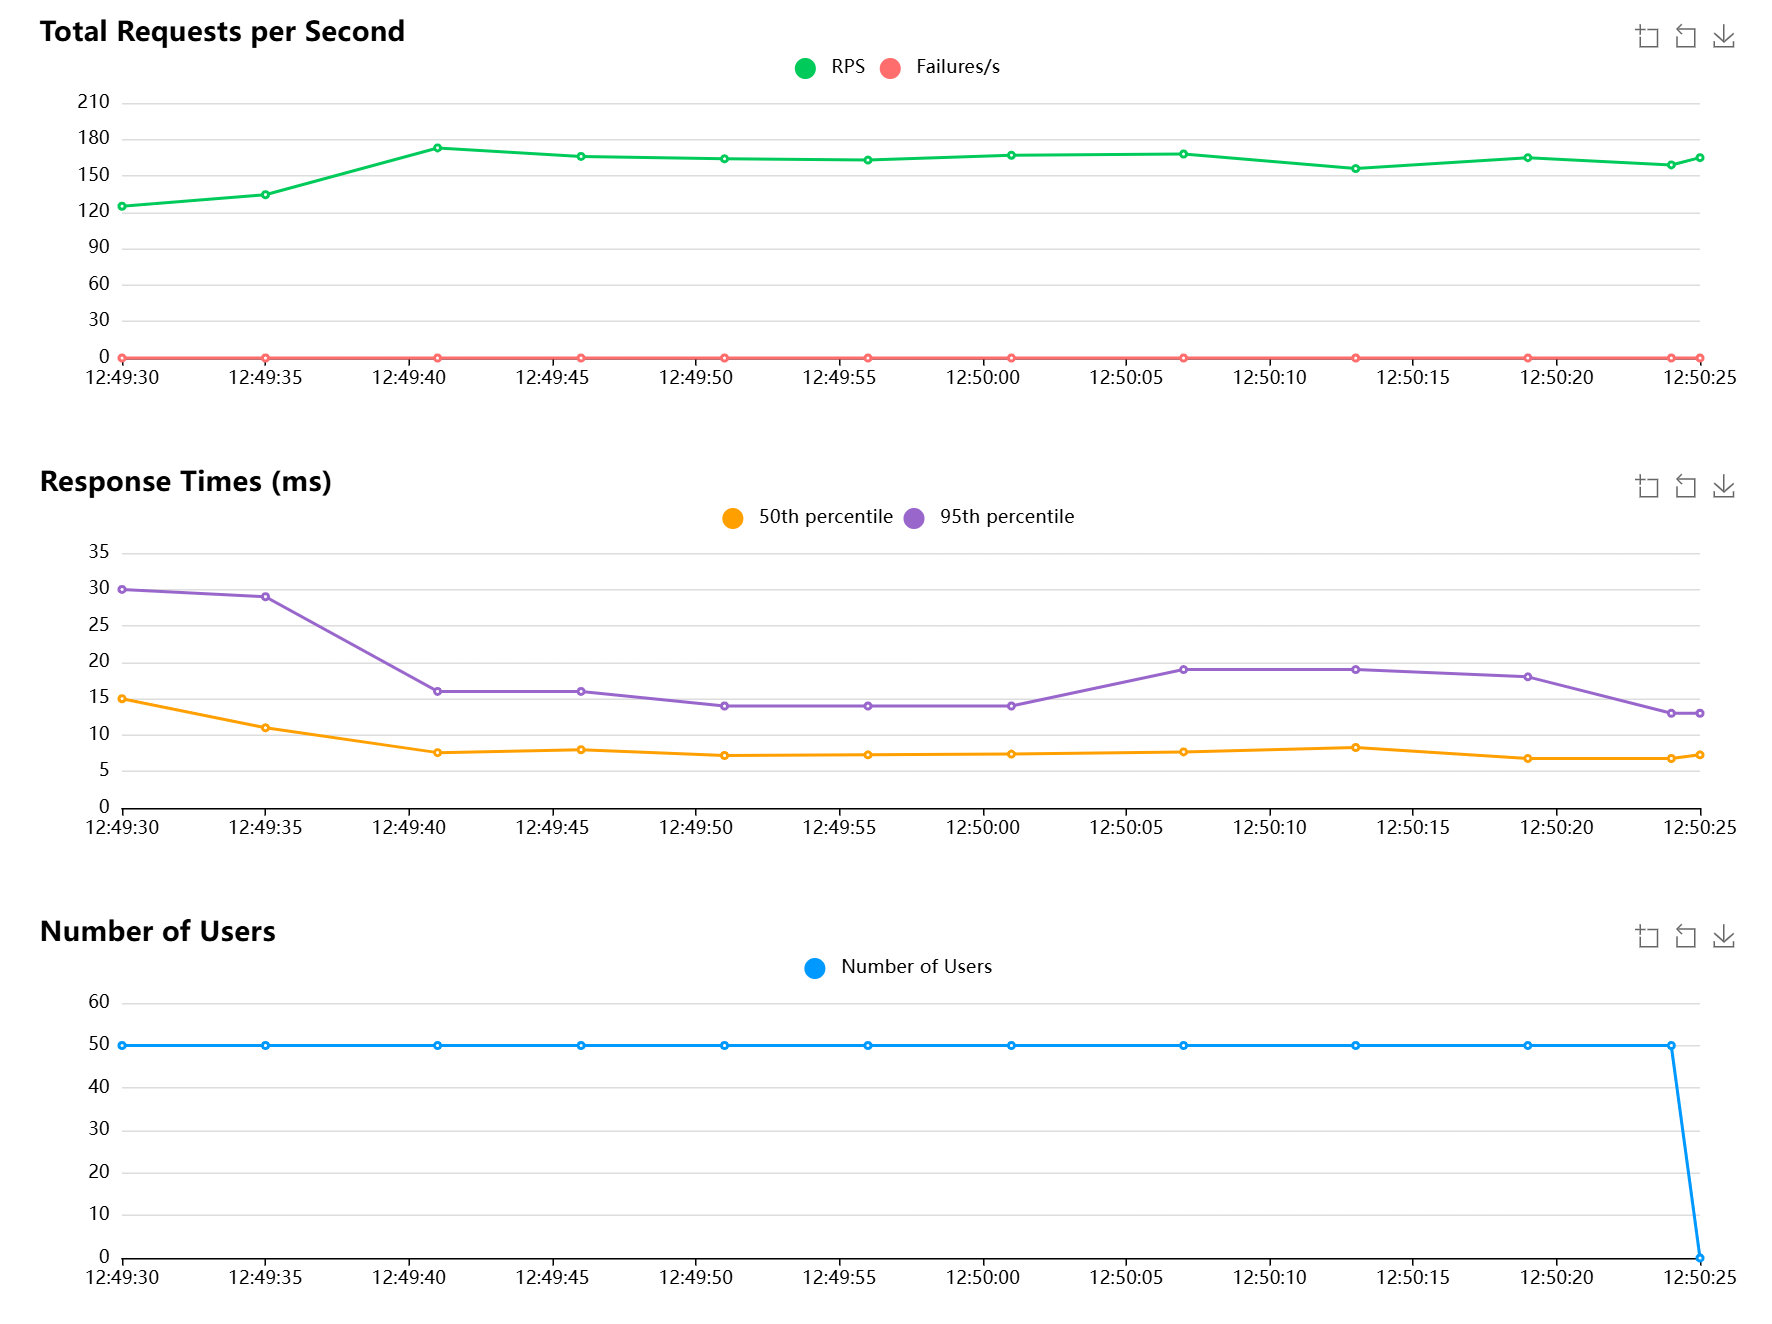 Total Requests per Second
RPS Failures/s
210
180
150
120
90
60
30
0
12:49:30 12:49:35 12:49:40 12:49:45 12:49:50 12:49:55 12:50:00 12:50:05 12:50:10 12:50:15 12:50:20 12:50:25
Response Times (ms)
50th percentile 95th percentile
35
30
25
20
15
10
5
0
12:49:30 12:49:35 12:49:40 12:49:45 12:49:50 12:49:55 12:50:00 12:50:05 12:50:10 12:50:15 12:50:20 12:50:25
Number of Users
Number of Users
60
50
40
30
20
10
0
12:49:30 12:49:35 12:49:40 12:49:45 12:49:50 12:49:55 12:50:00 12:50:05 12:50:10 12:50:15 12:50:20 12:50:25